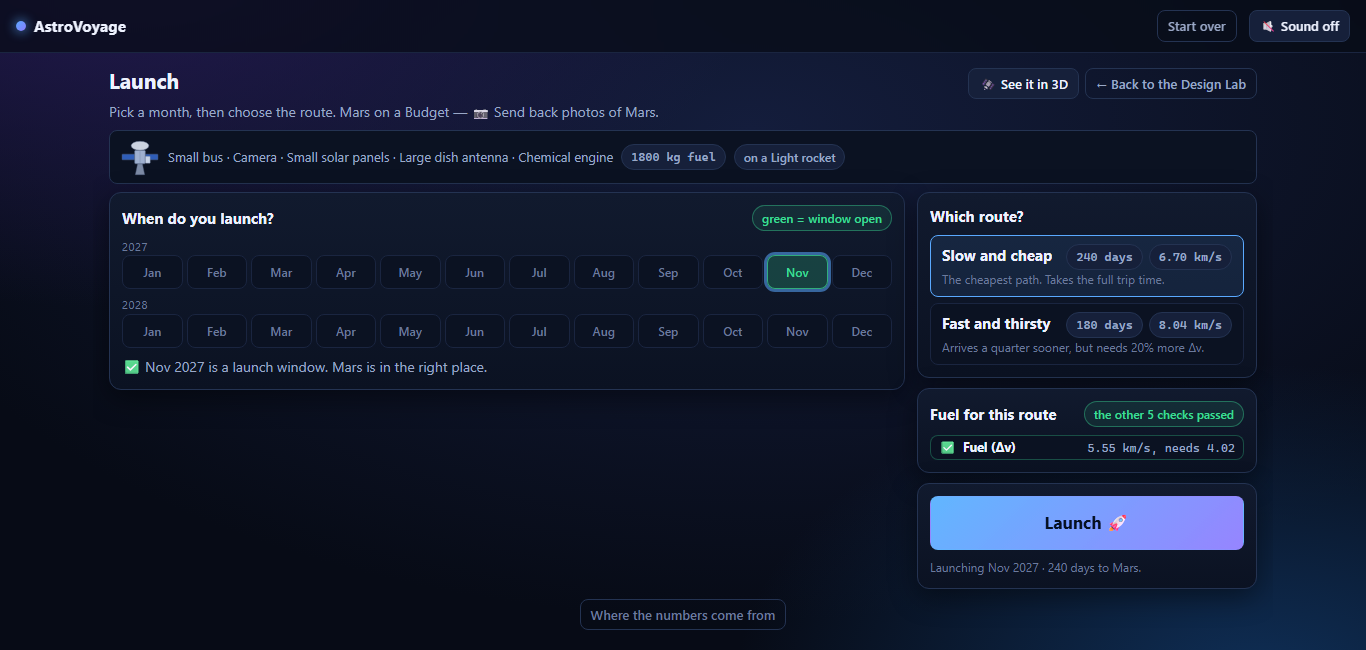 AstroVoyage
Start over
Sound off
Launch
See it in 3D
← Back to the Design Lab
Pick a month, then choose the route. Mars on a Budget — 📷 Send back photos of Mars.
Small bus · Camera · Small solar panels · Large dish antenna · Chemical engine
1800 kg fuel
on a Light rocket
When do you launch?
green = window open
2027
Jan Feb Mar Apr May Jun Jul Aug Sep Oct Nov Dec
2028
Jan Feb Mar Apr May Jun Jul Aug Sep Oct Nov Dec
✅ Nov 2027 is a launch window. Mars is in the right place.
Which route?
Slow and cheap 240 days 6.70 km/s
The cheapest path. Takes the full trip time.
Fast and thirsty 180 days 8.04 km/s
Arrives a quarter sooner, but needs 20% more Δv.
Fuel for this route
the other 5 checks passed
✅ Fuel (Δv) 5.55 km/s, needs 4.02
Launch 🚀
Launching Nov 2027 · 240 days to Mars.
Where the numbers come from